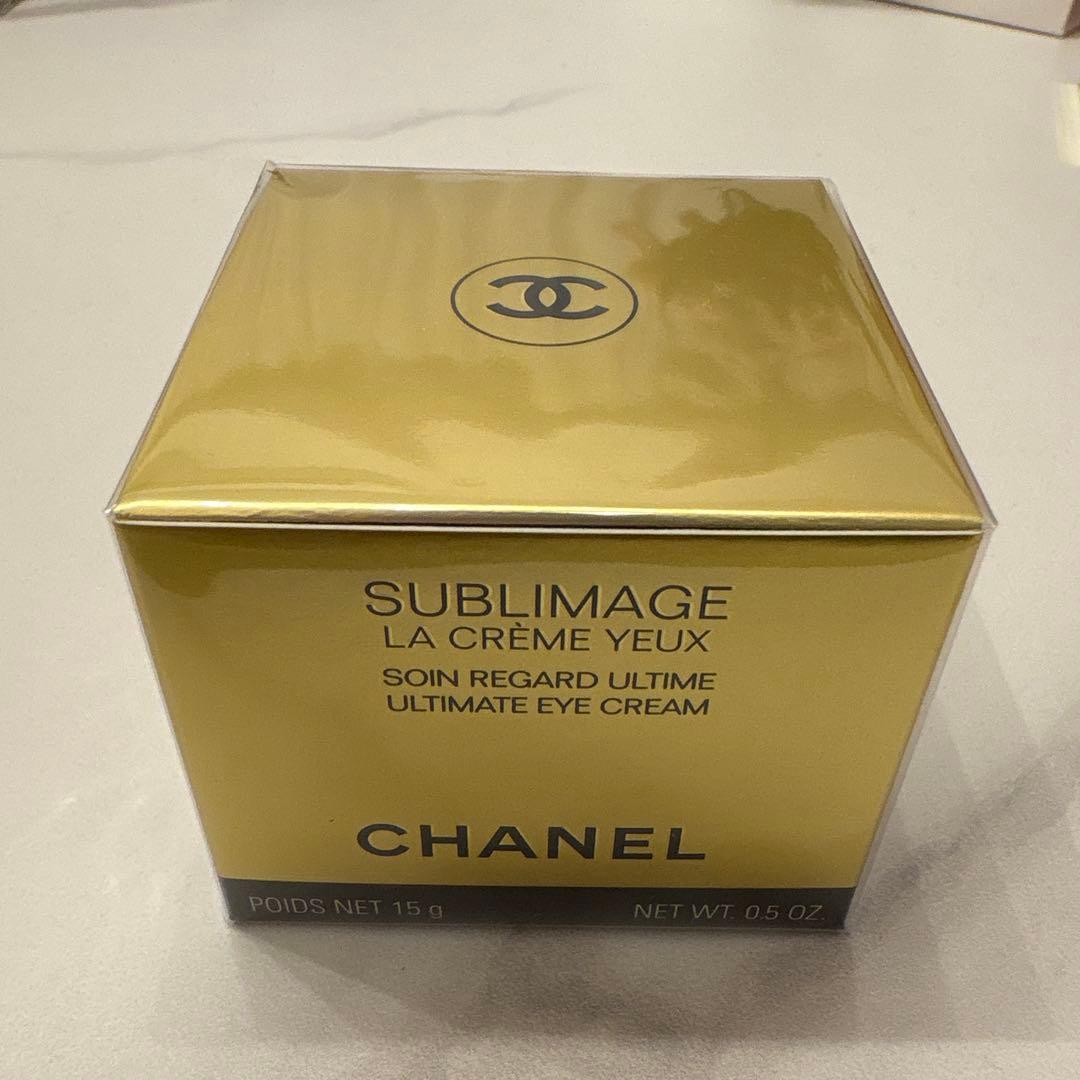 SUBLIMAGE
LA CRÈME YEUX
SOIN REGARD ULTIME
ULTIMATE EYE CREAM
CHANEL
POIDS NET 15 g
NET WT. 0.5 OZ.